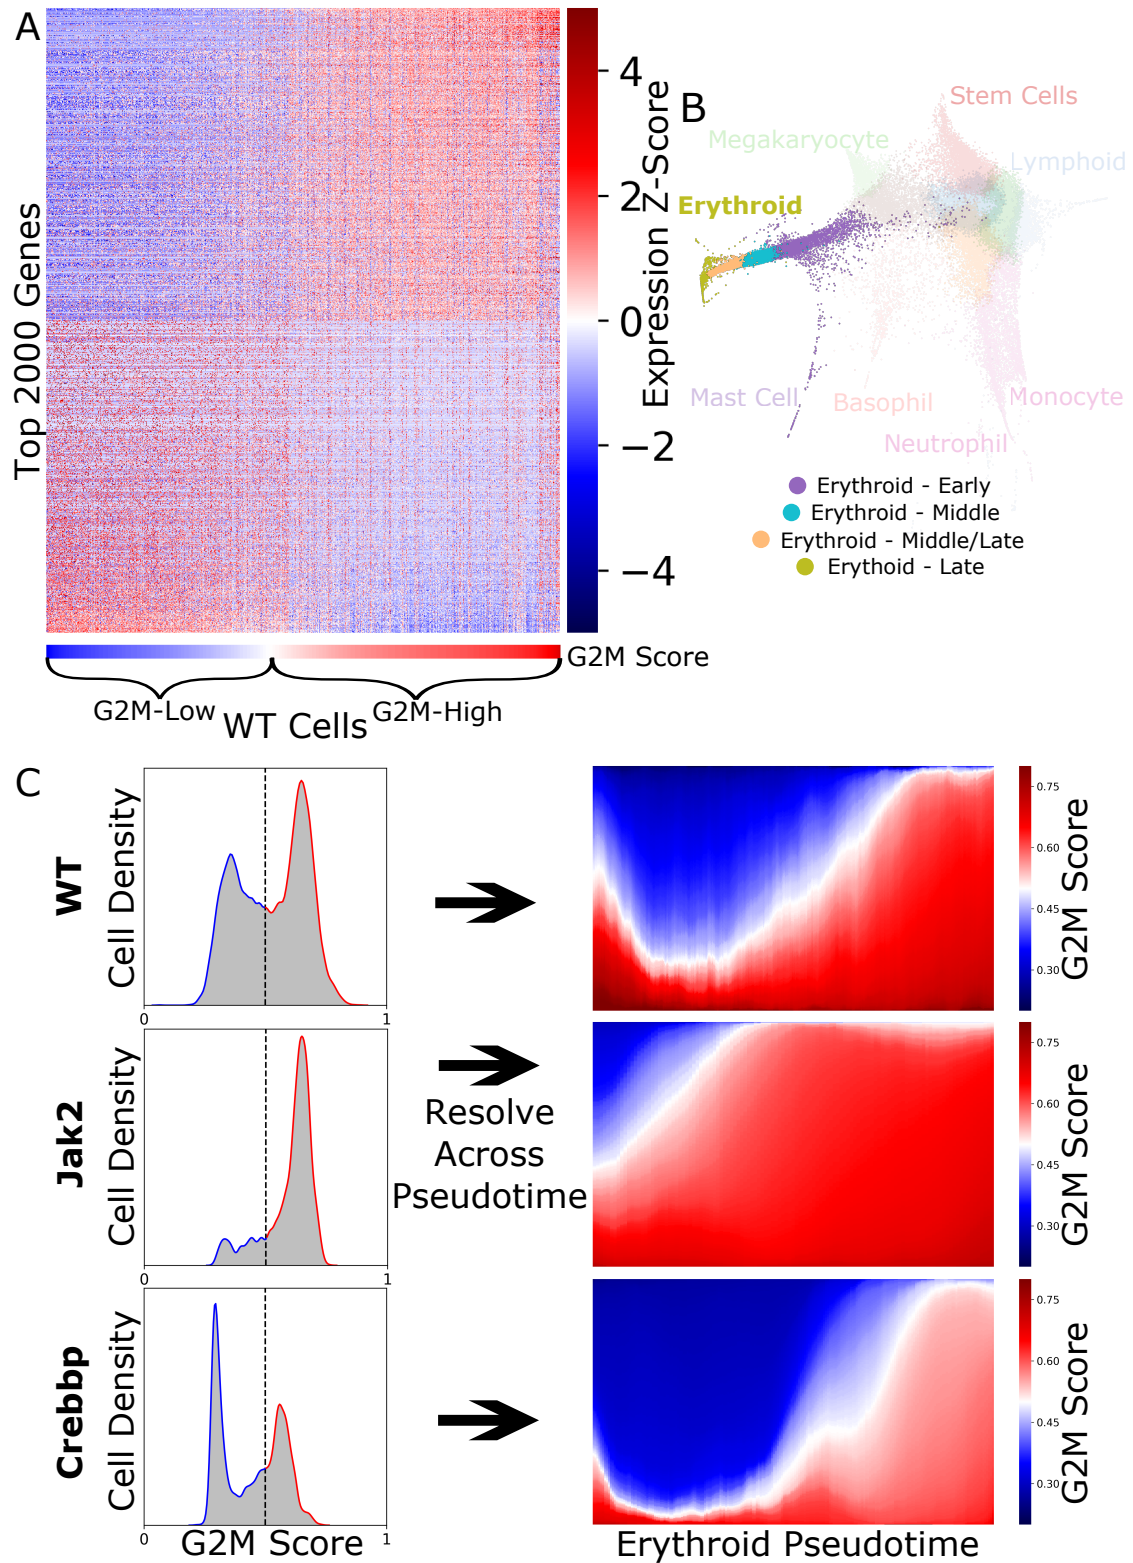 A
Top 2000 Genes
4
2
0
−2
−4
Expression Z-Score
G2M Score
G2M-Low
G2M-High
WT Cells
B
Stem Cells
Megakaryocyte
Lymphoid
Erythroid
Mast Cell
Basophil
Monocyte
Neutrophil
Erythroid - Early
Erythroid - Middle
Erythroid - Middle/Late
Erythoid - Late
C
WT
Cell Density
0
1
0.75
0.60
0.45
0.30
G2M Score
Jak2
Cell Density
0
1
Resolve
Across
Pseudotime
0.75
0.60
0.45
0.30
G2M Score
Crebbp
Cell Density
0
1
G2M Score
0.75
0.60
0.45
0.30
G2M Score
Erythroid Pseudotime